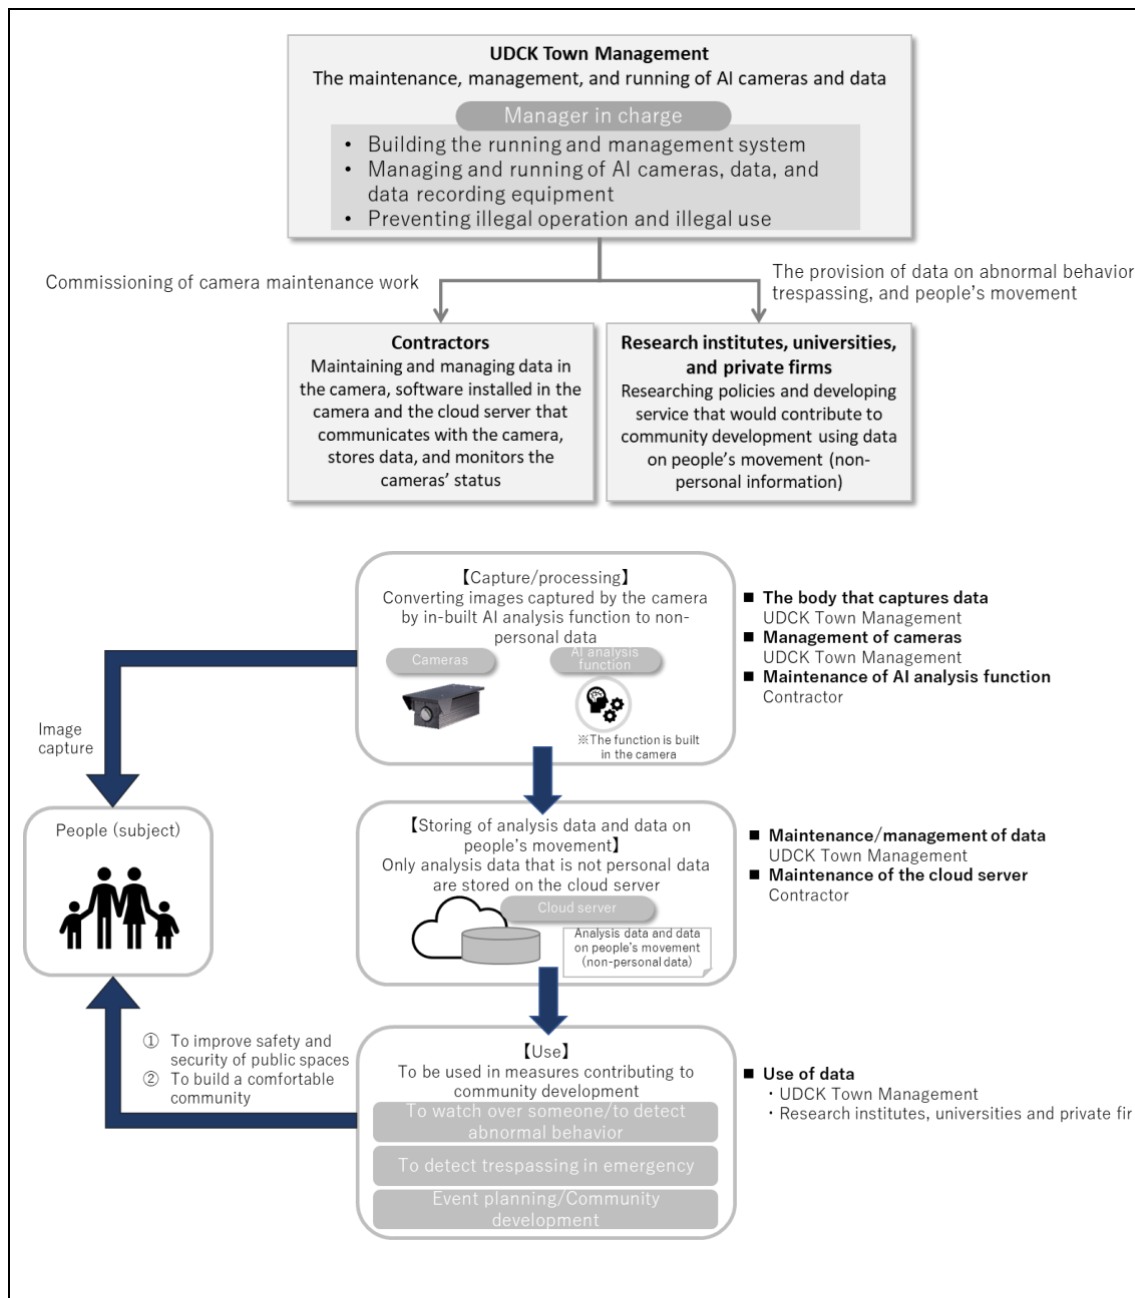 UDCK Town Management
The maintenance, management, and running of AI cameras and data
Manager in charge
• Building the running and management system
• Managing and running of AI cameras, data, and
data recording equipment
• Preventing illegal operation and illegal use
Commissioning of camera maintenance work
The provision of data on abnormal behavior
trespassing, and people's movement
Contractors
Maintaining and managing data in
the camera, software installed in the
camera and the cloud server that
communicates with the camera,
stores data, and monitors the
cameras' status
Research institutes, universities,
and private firms
Researching policies and developing
service that would contribute to
community development using data
on people's movement (non-
personal information)
【Capture/processing】
Converting images captured by the camera
by in-built AI analysis function to non-
personal data
Cameras
AI analysis
function
※The function is built
in the camera
■ The body that captures data
UDCK Town Management
■ Management of cameras
UDCK Town Management
■ Maintenance of AI analysis function
Contractor
Image
capture
People (subject)
【Storing of analysis data and data on
people's movement】
Only analysis data that is not personal data
are stored on the cloud server
Cloud server
Analysis data and data
on people's movement
(non-personal data)
■ Maintenance/management of data
UDCK Town Management
■ Maintenance of the cloud server
Contractor
① To improve safety and
security of public spaces
② To build a comfortable
community
【Use】
To be used in measures contributing to
community development
To watch over someone/to detect
abnormal behavior
To detect trespassing in emergency
Event planning/Community
development
■ Use of data
・UDCK Town Management
・Research institutes, universities and private fir